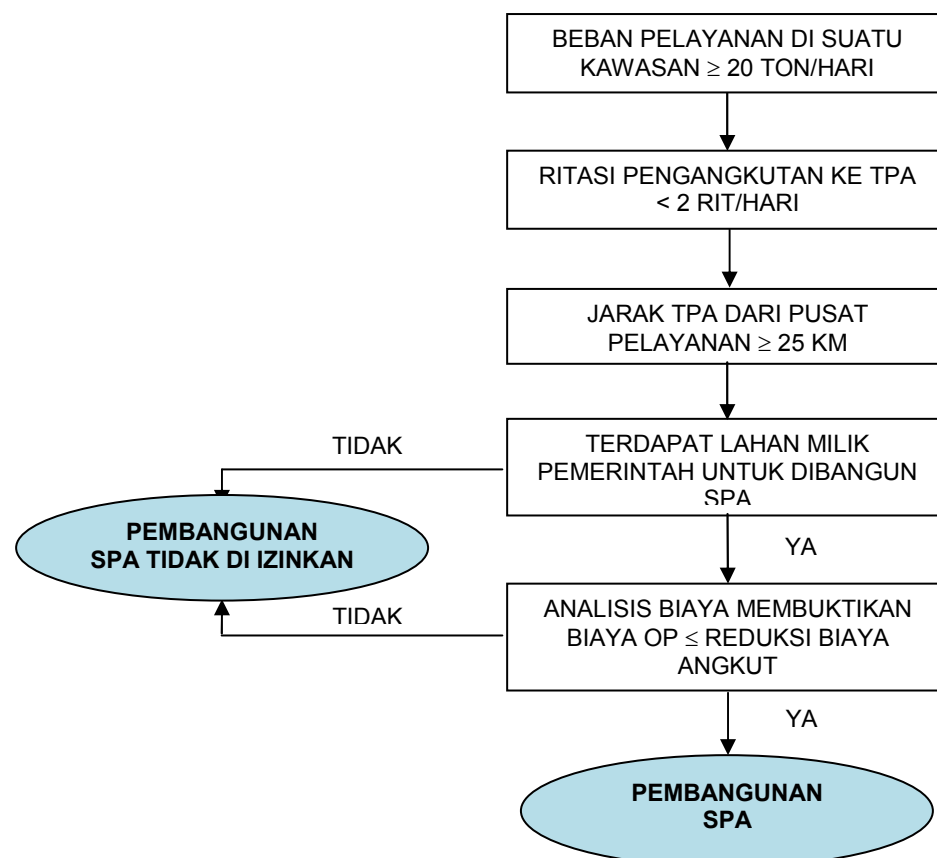 BEBAN PELAYANAN DI SUATU
KAWASAN ≥ 20 TON/HARI
RITASI PENGANGKUTAN KE TPA
< 2 RIT/HARI
JARAK TPA DARI PUSAT
PELAYANAN ≥ 25 KM
TIDAK
TERDAPAT LAHAN MILIK
PEMERINTAH UNTUK DIBANGUN
SPA
PEMBANGUNAN
SPA TIDAK DI IZINKAN
YA
TIDAK
ANALISIS BIAYA MEMBUKTIKAN
BIAYA OP ≤ REDUKSI BIAYA
ANGKUT
YA
PEMBANGUNAN
SPA